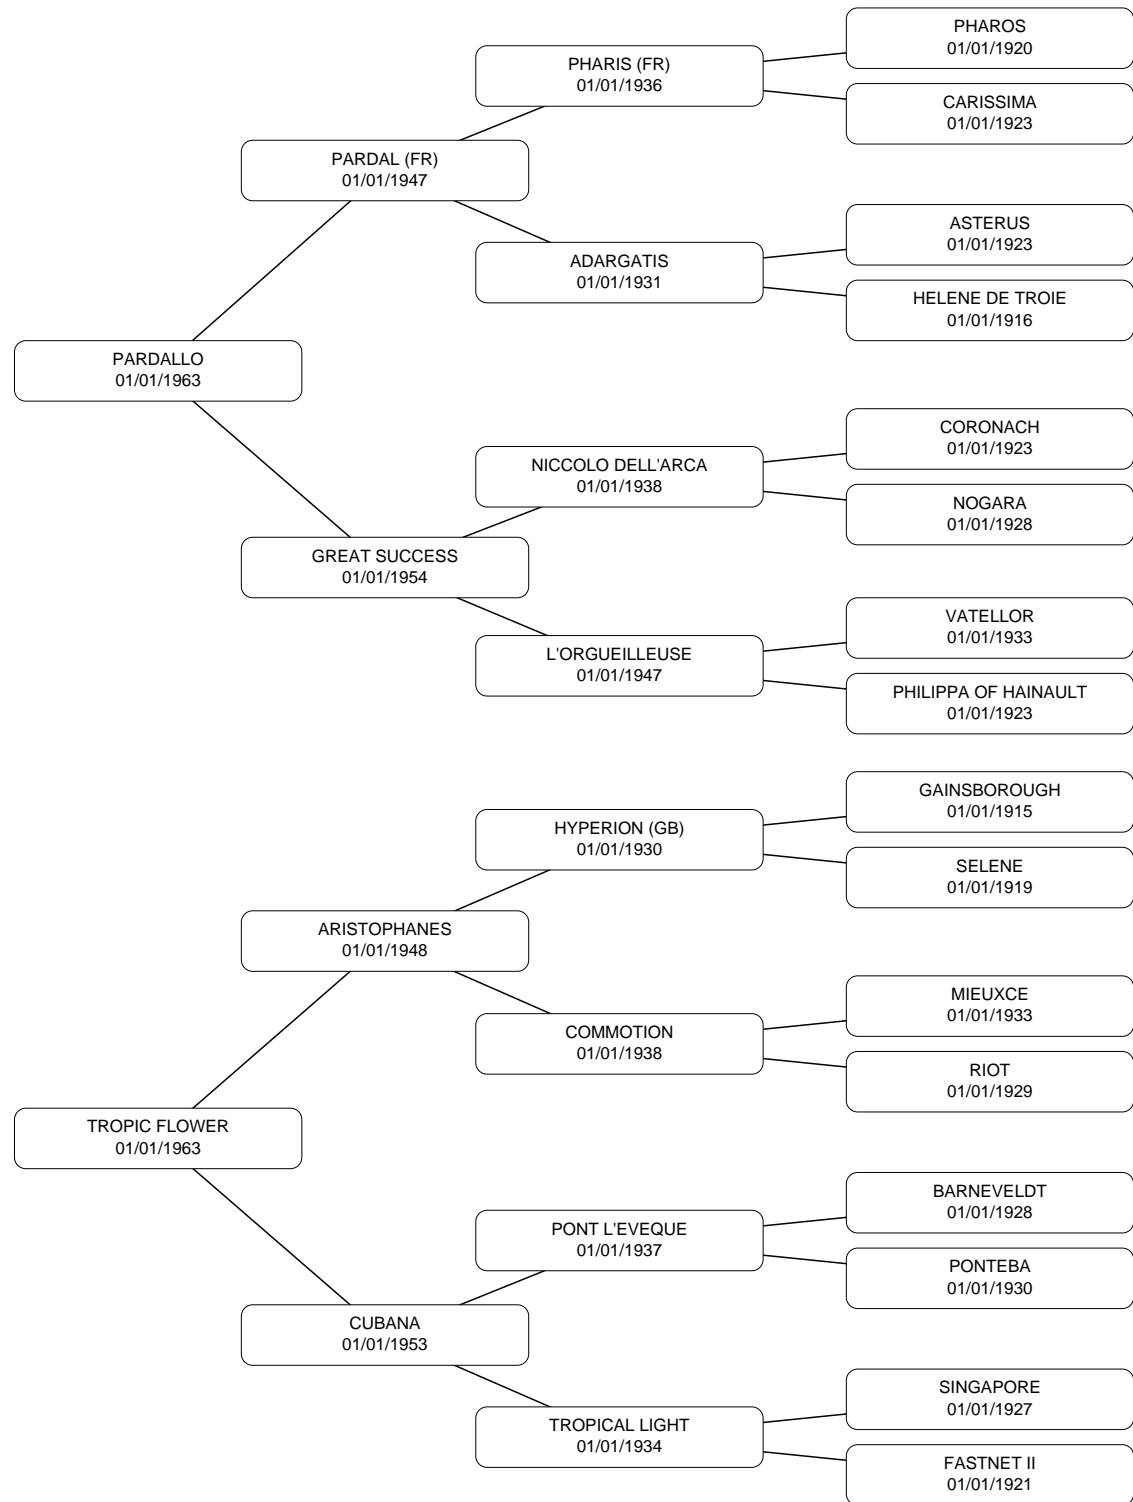 PHAROS
01/01/1920
PHARIS (FR)
01/01/1936
CARISSIMA
01/01/1923
PARDAL (FR)
01/01/1947
ASTERUS
01/01/1923
ADARGATIS
01/01/1931
HELENE DE TROIE
01/01/1916
PARDALLO
01/01/1963
CORONACH
01/01/1923
NICCOLO DELL'ARCA
01/01/1938
NOGARA
01/01/1928
GREAT SUCCESS
01/01/1954
VATELLOR
01/01/1933
L'ORGUEILLEUSE
01/01/1947
PHILIPPA OF HAINAULT
01/01/1923
GAINSBOROUGH
01/01/1915
HYPERION (GB)
01/01/1930
SELENE
01/01/1919
ARISTOPHANES
01/01/1948
MIEUXCE
01/01/1933
COMMOTION
01/01/1938
RIOT
01/01/1929
TROPIC FLOWER
01/01/1963
BARNEVELDT
01/01/1928
PONT L'EVEQUE
01/01/1937
PONTEBA
01/01/1930
CUBANA
01/01/1953
SINGAPORE
01/01/1927
TROPICAL LIGHT
01/01/1934
FASTNET II
01/01/1921